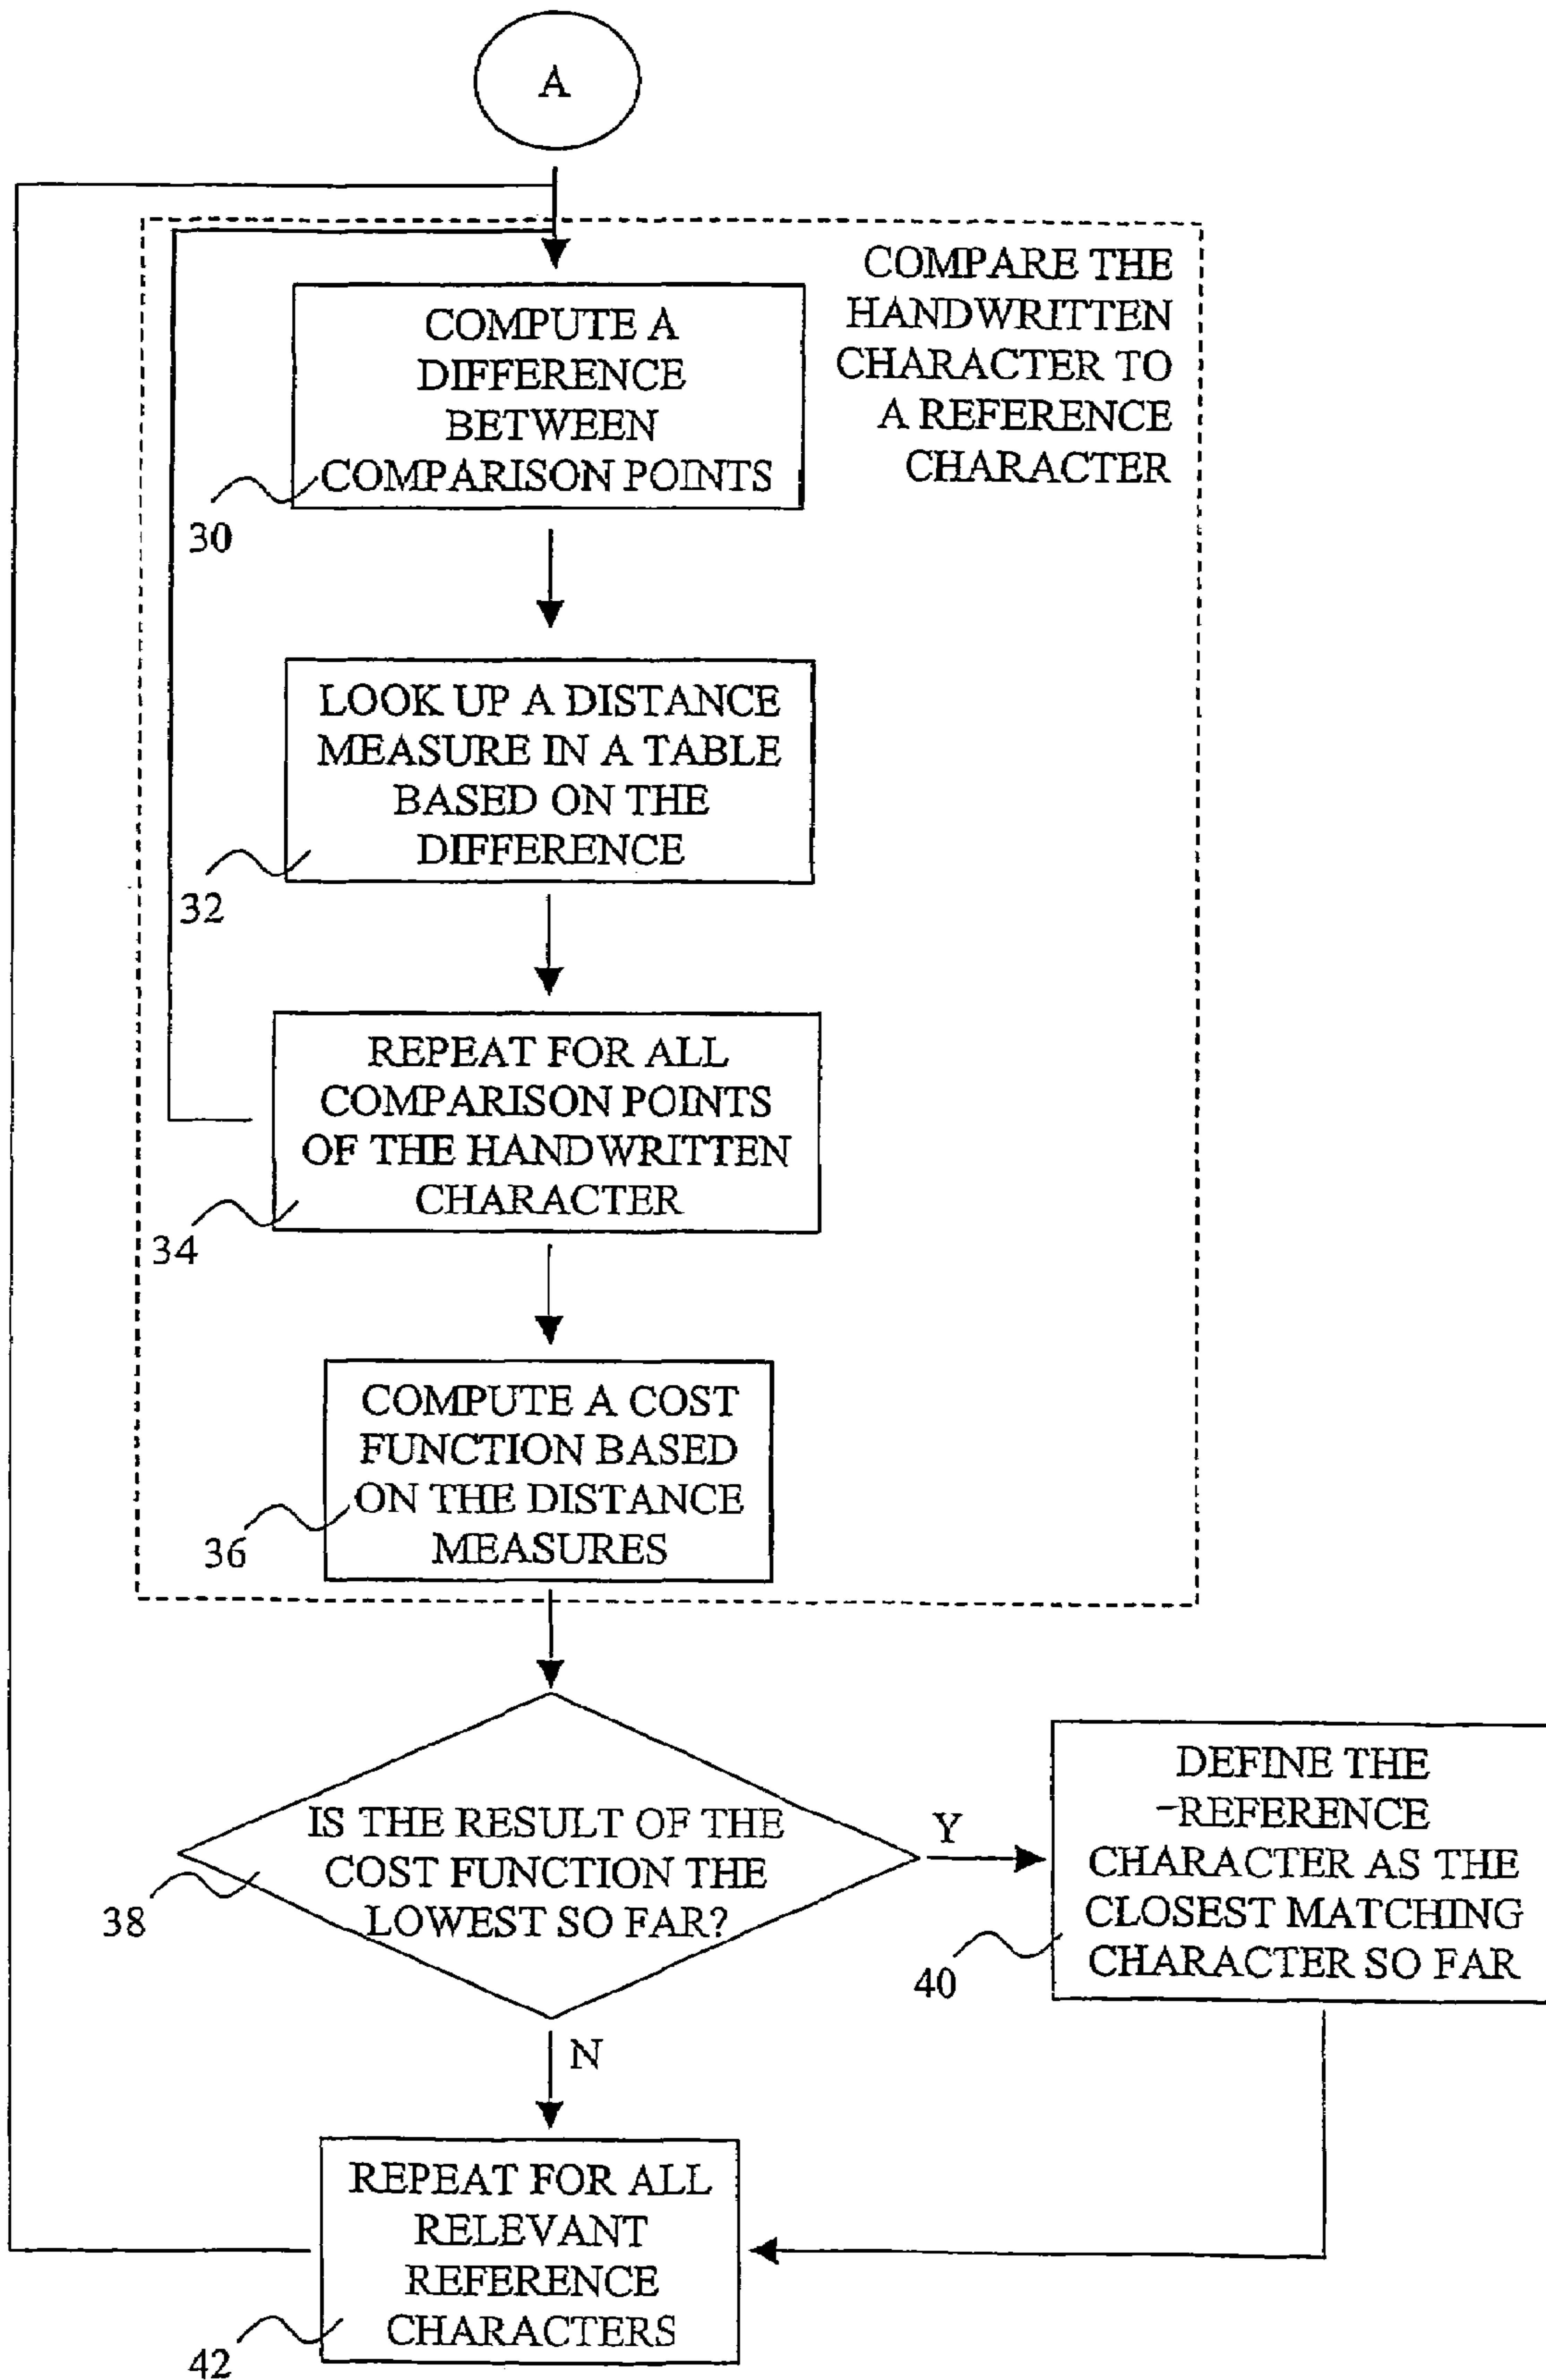 A
COMPARE THE
HANDWRITTEN
CHARACTER TO
A REFERENCE
CHARACTER
COMPUTE A
DIFFERENCE
BETWEEN
COMPARISON POINTS
30
LOOK UP A DISTANCE
MEASURE IN A TABLE
BASED ON THE
DIFFERENCE
32
REPEAT FOR ALL
COMPARISON POINTS
OF THE HANDWRITTEN
CHARACTER
34
COMPUTE A COST
FUNCTION BASED
ON THE DISTANCE
MEASURES
36
IS THE RESULT OF THE
COST FUNCTION THE
LOWEST SO FAR?
38
Y
DEFINE THE
-REFERENCE
CHARACTER AS THE
CLOSEST MATCHING
CHARACTER SO FAR
40
N
REPEAT FOR ALL
RELEVANT
REFERENCE
CHARACTERS
42